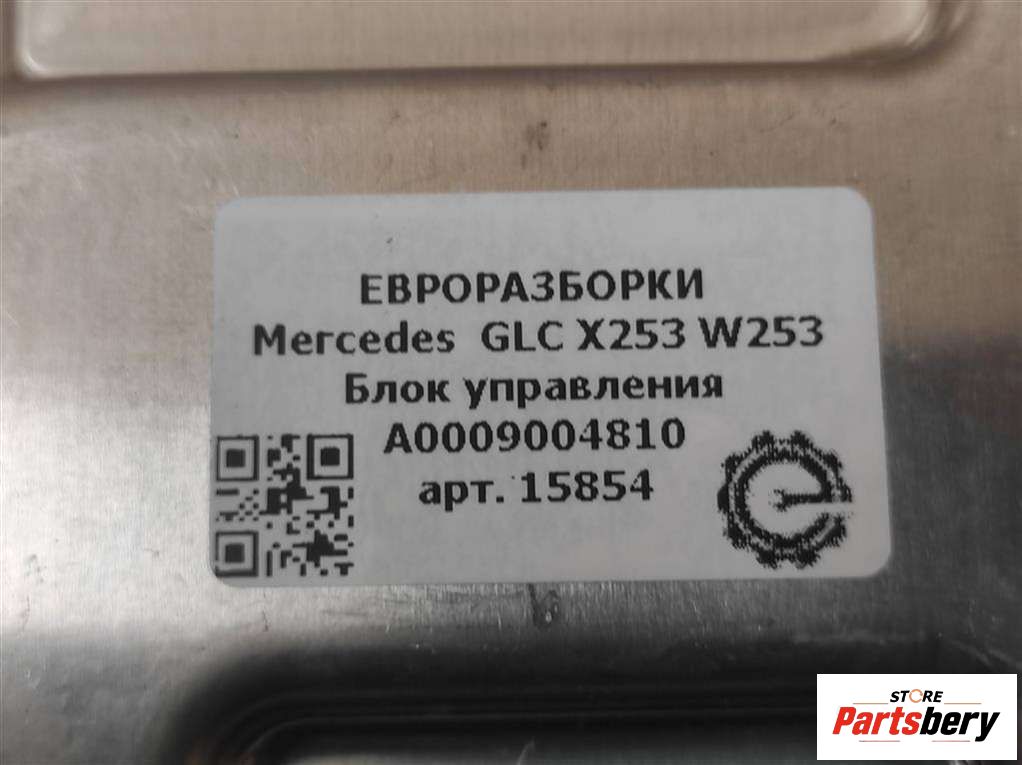 ЕВРОРАЗБОРКИ
Mercedes GLC X253 W253
Блок управления
A0009004810
арт. 15854
STORE
Partsbery